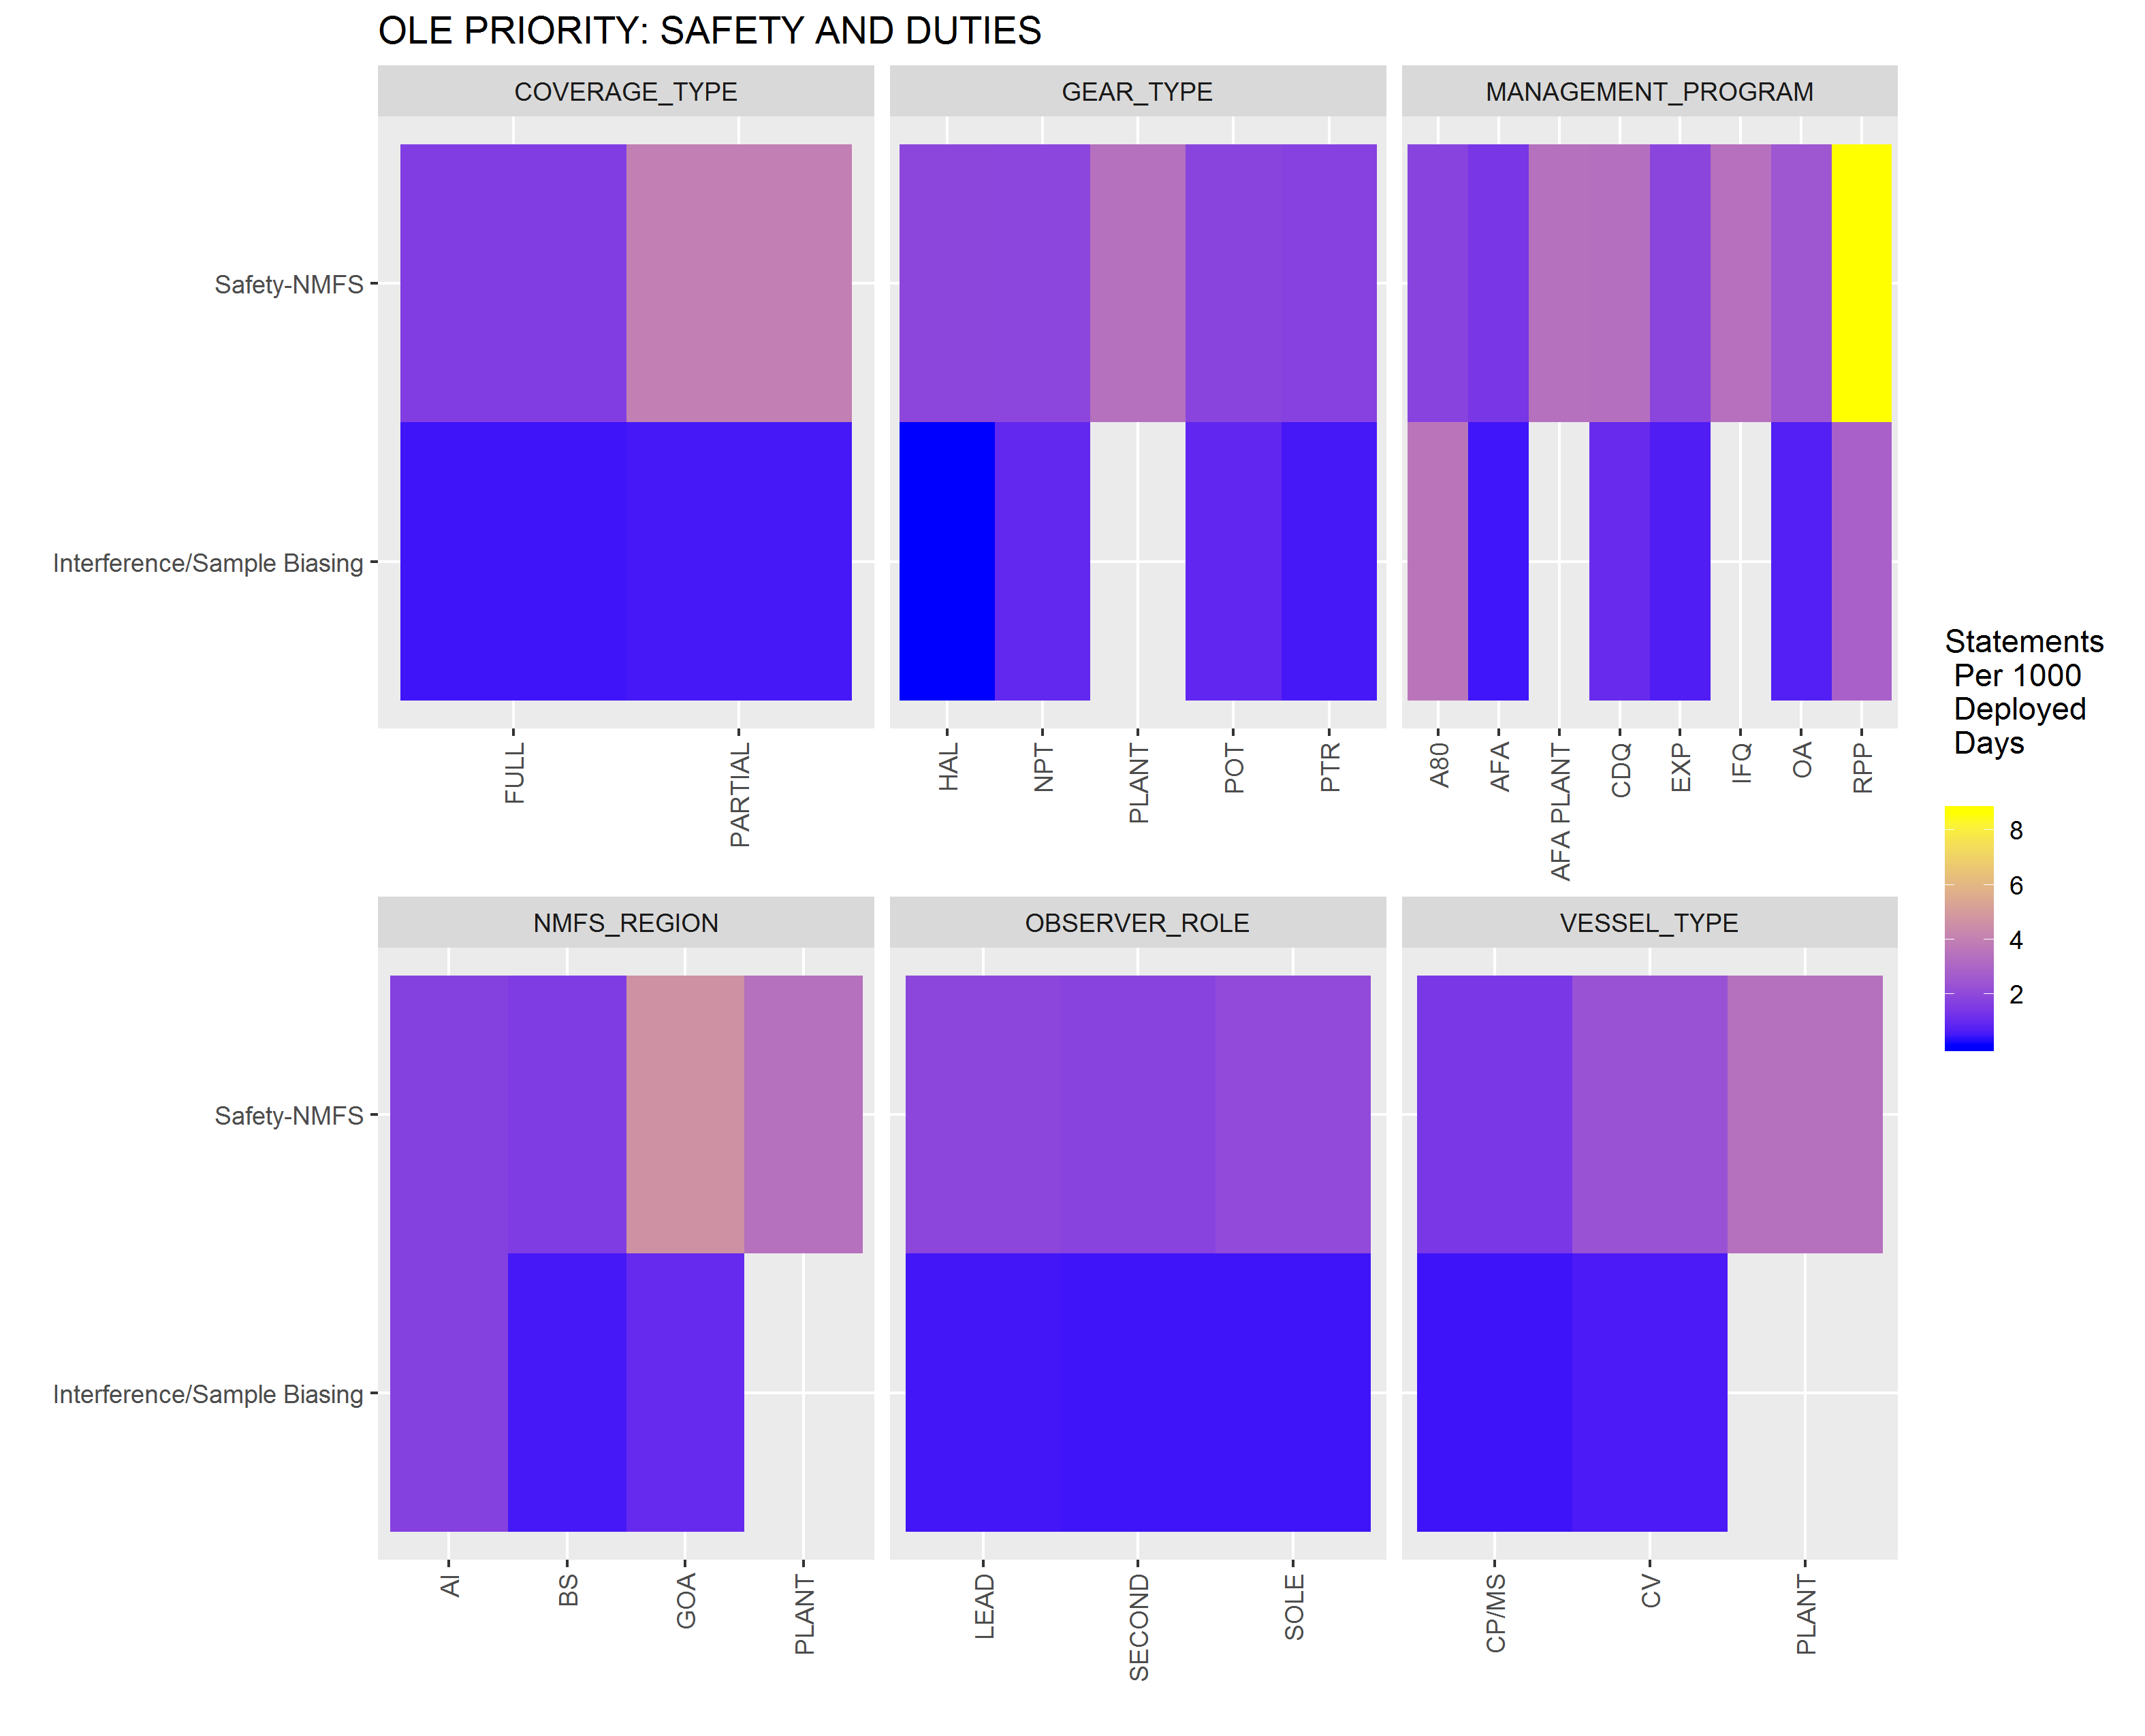 OLE PRIORITY: SAFETY AND DUTIES
COVERAGE_TYPE
GEAR_TYPE
MANAGEMENT_PROGRAM
Safety-NMFS
Interference/Sample Biasing
FULL
PARTIAL
HAL
NPT
PLANT
POT
PTR
A80
AFA
AFA PLANT
CDQ
EXP
IFQ
OA
RPP
NMFS_REGION
OBSERVER_ROLE
VESSEL_TYPE
Safety-NMFS
Interference/Sample Biasing
AI
BS
GOA
PLANT
LEAD
SECOND
SOLE
CP/MS
CV
PLANT
Statements
Per 1000
Deployed
Days
8
6
4
2